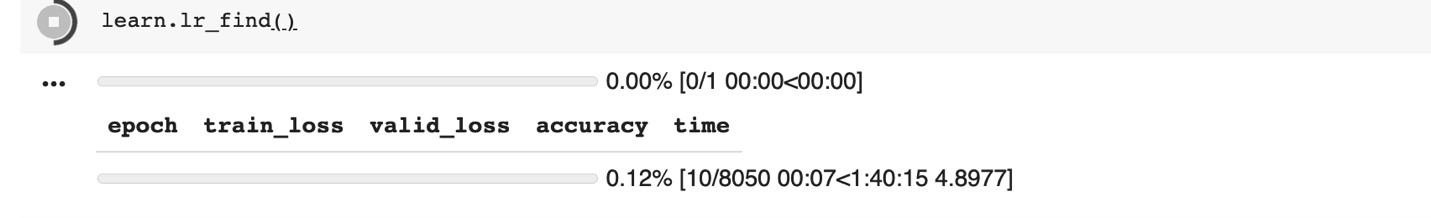 learn.lr_find()
0.00% [0/1 00:00<00:00]
epoch train_loss valid_loss accuracy time
0.12% [10/8050 00:07<1:40:15 4.8977]